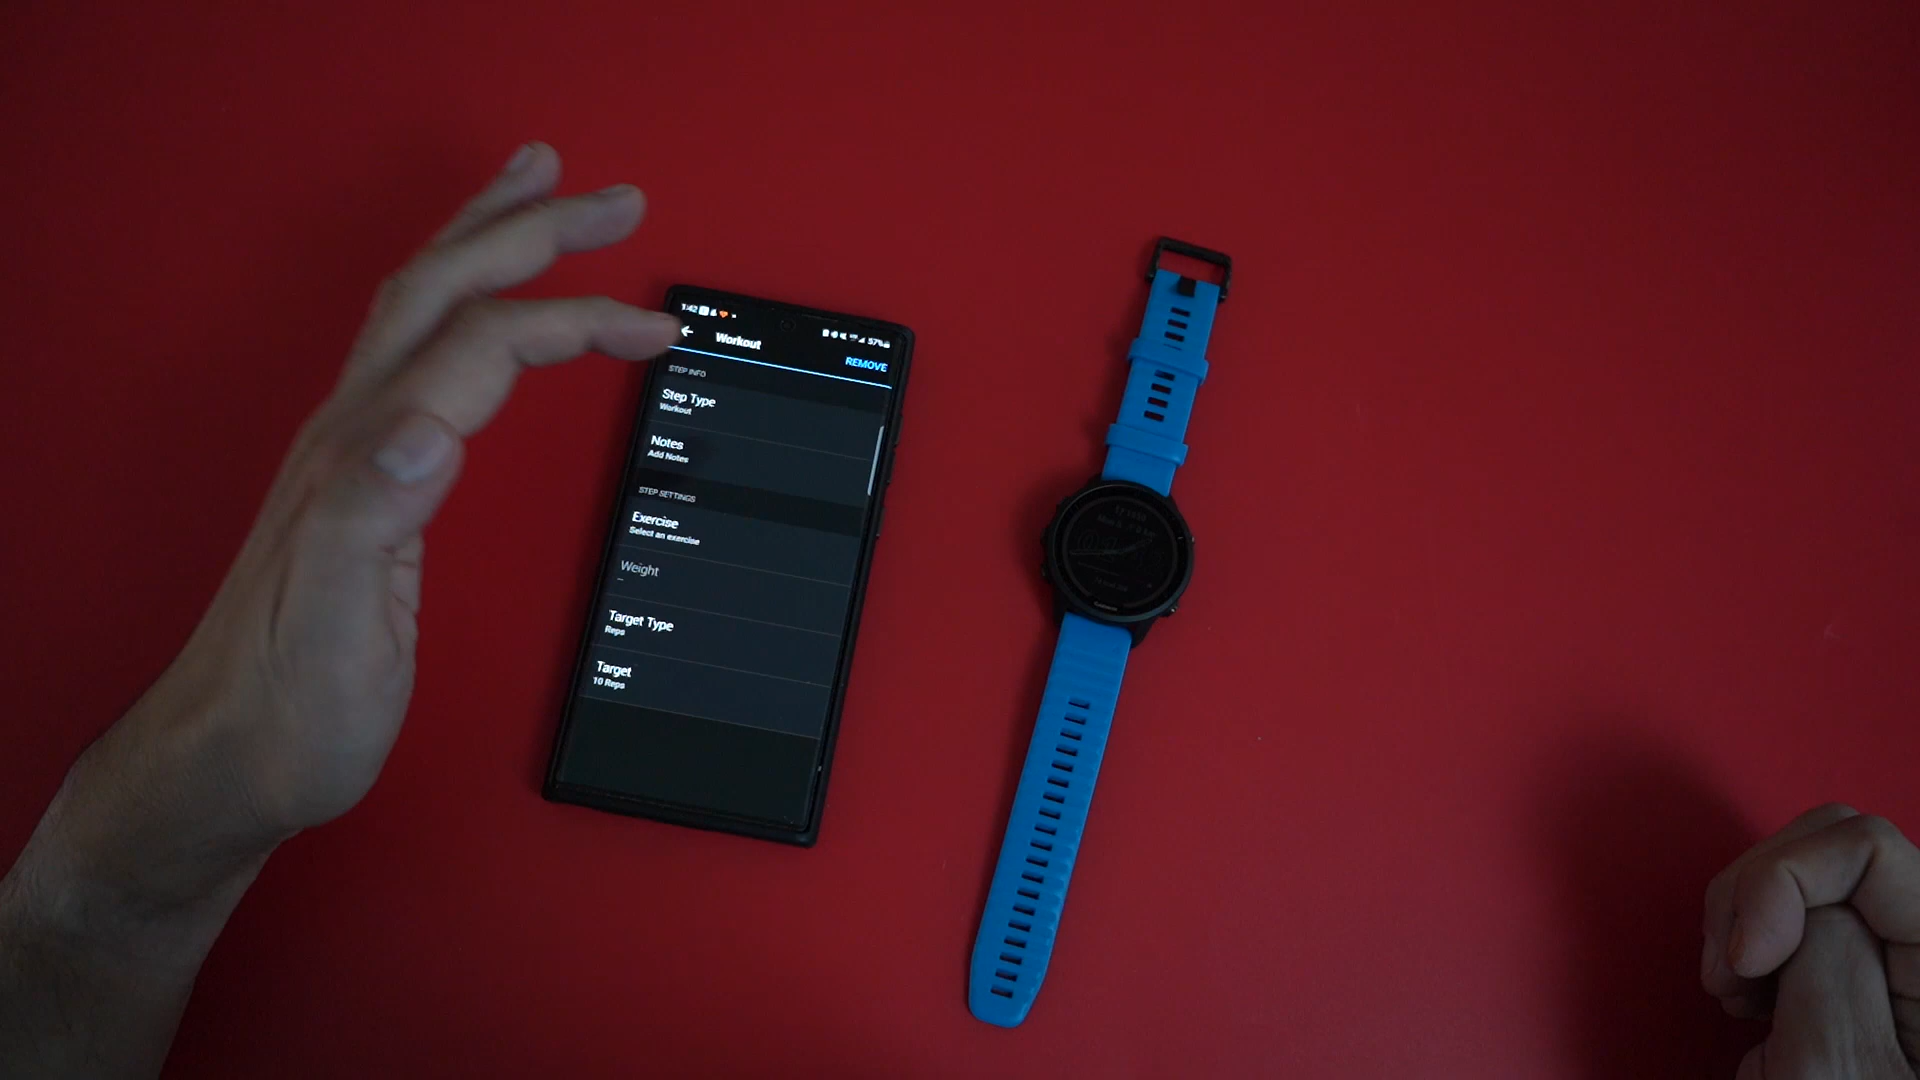 1:42
57%
Workout
REMOVE
STEP INFO
Step Type
Workout
Notes
Add Notes
STEP SETTINGS
Exercise
Select an exercise
Weight
–
Target Type
Reps
Target
10 Reps